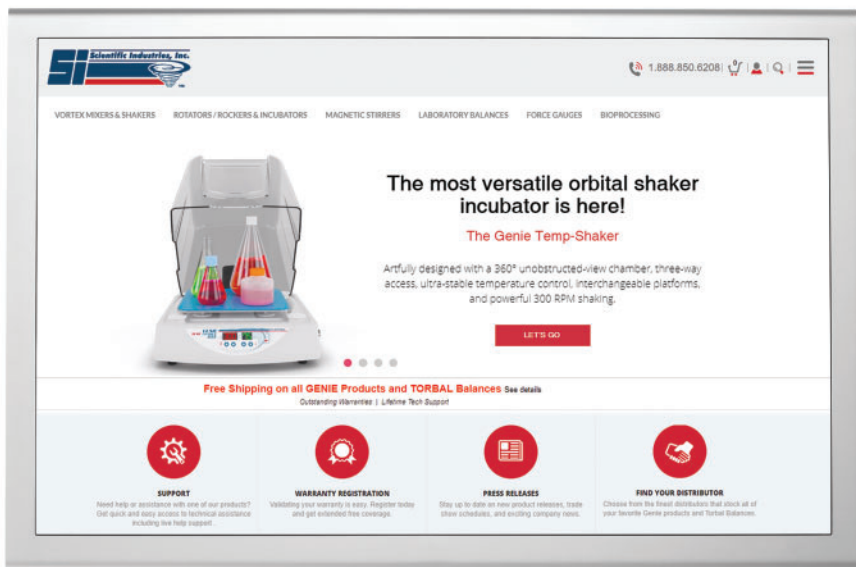 Scientific Industries, Inc.
SI
1.888.850.6208
0
VORTEX MIXERS & SHAKERS ROTATORS / ROCKERS & INCUBATORS MAGNETIC STIRRERS LABORATORY BALANCES FORCE GAUGES BIOPROCESSING
The most versatile orbital shaker
incubator is here!
The Genie Temp-Shaker
Artfully designed with a 360° unobstructed-view chamber, three-way
access, ultra-stable temperature control, interchangeable platforms,
and powerful 300 RPM shaking.
LET'S GO
Free Shipping on all GENIE Products and TORBAL Balances See details
Outstanding Warranties | Lifetime Tech Support
SUPPORT
Need help or assistance with one of our products?
Get quick and easy access to technical assistance
including live help support.
WARRANTY REGISTRATION
Validating your warranty is easy. Register today
and get extended free coverage.
PRESS RELEASES
Stay up to date on new product releases, trade
show schedules, and exciting company news.
FIND YOUR DISTRIBUTOR
Choose from the finest distributors that stock all of
your favorite Genie products and Torbal Balances.